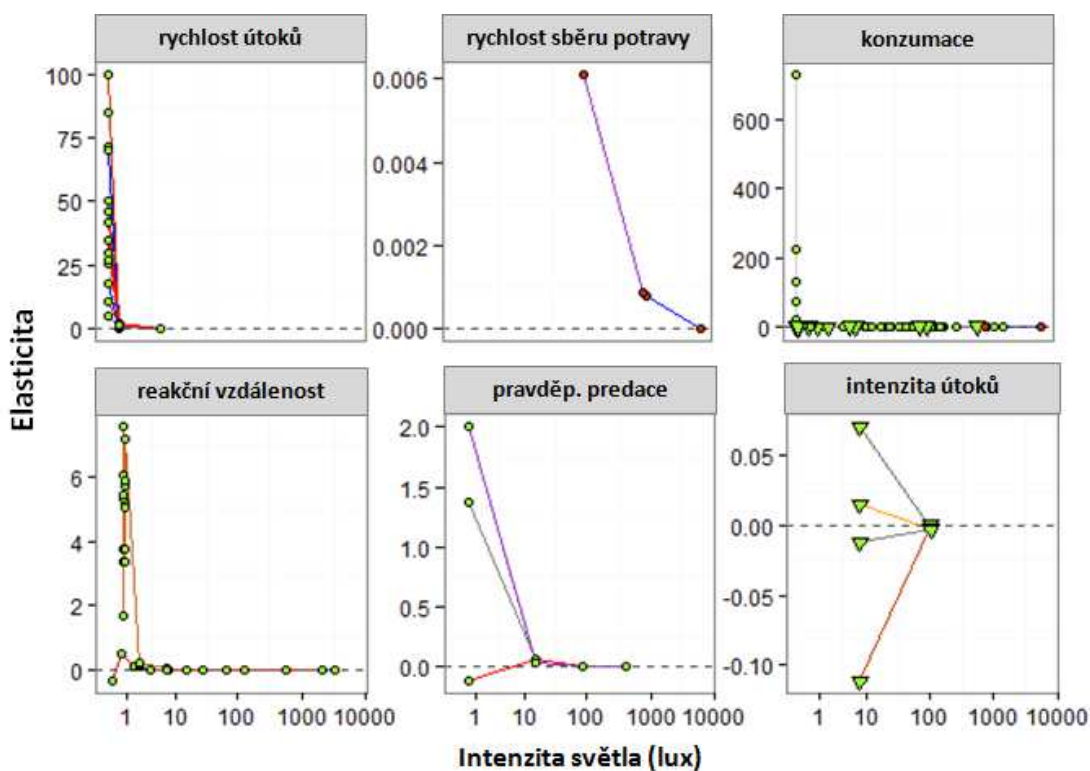 rychlost útoků
rychlost sběru potravy
konzumace
100
75
50
25
0
0.006
0.004
0.002
0.000
600
400
200
0
Elasticita
reakční vzdálenost
pravděp. predace
intenzita útoků
6
4
2
0
2.0
1.5
1.0
0.5
0.0
0.05
0.00
-0.05
-0.10
1 10 100 1000 10000
1 10 100 1000 10000
1 10 100 1000 10000
Intenzita světla (lux)